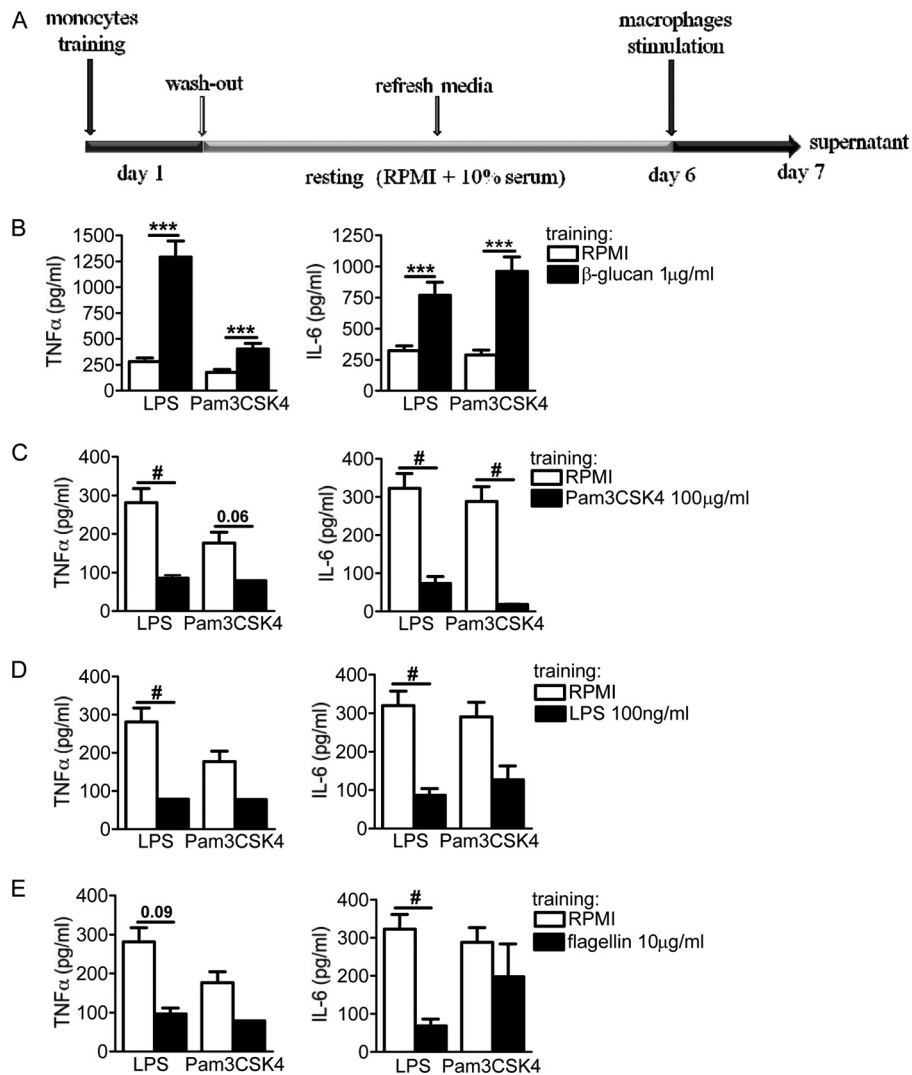 A
monocytes
training
wash-out
refresh media
macrophages
stimulation
supernatant
day 1
resting (RPMI + 10% serum)
day 6
day 7
B
TNFα (pg/ml)
1500
1250
1000
750
500
250
0
***
***
LPS Pam3CSK4
IL-6 (pg/ml)
1250
1000
750
500
250
0
***
***
LPS Pam3CSK4
training:
RPMI
β-glucan 1μg/ml
C
TNFα (pg/ml)
400
300
200
100
0
#
0.06
LPS Pam3CSK4
IL-6 (pg/ml)
400
300
200
100
0
#
#
LPS Pam3CSK4
training:
RPMI
Pam3CSK4 100μg/ml
D
TNFα (pg/ml)
400
300
200
100
0
#
LPS Pam3CSK4
IL-6 (pg/ml)
400
300
200
100
0
#
LPS Pam3CSK4
training:
RPMI
LPS 100ng/ml
E
TNFα (pg/ml)
400
300
200
100
0
0.09
LPS Pam3CSK4
IL-6 (pg/ml)
400
300
200
100
0
#
LPS Pam3CSK4
training:
RPMI
flagellin 10μg/ml